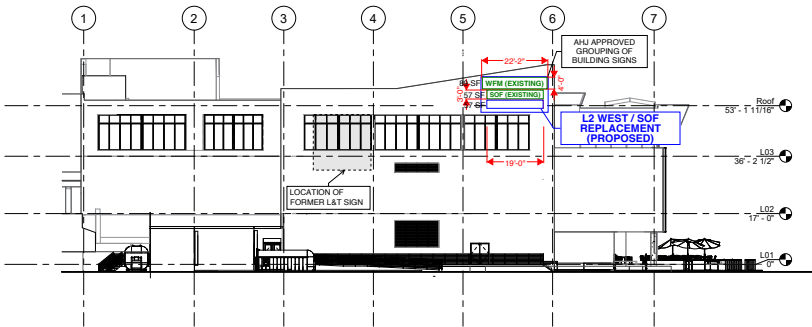 1
2
3
4
5
6
7
AHJ APPROVED
GROUPING OF
BUILDING SIGNS
22'-2"
WFM (EXISTING)
4'-0"
57 SF
SOF (EXISTING)
3'-0"
57 SF
L2 WEST / SOF
REPLACEMENT
(PROPOSED)
19'-0"
LOCATION OF
FORMER L&T SIGN
Roof
53' - 1 11/16"
L03
36' - 2 1/2"
L02
17' - 0"
L01
0"